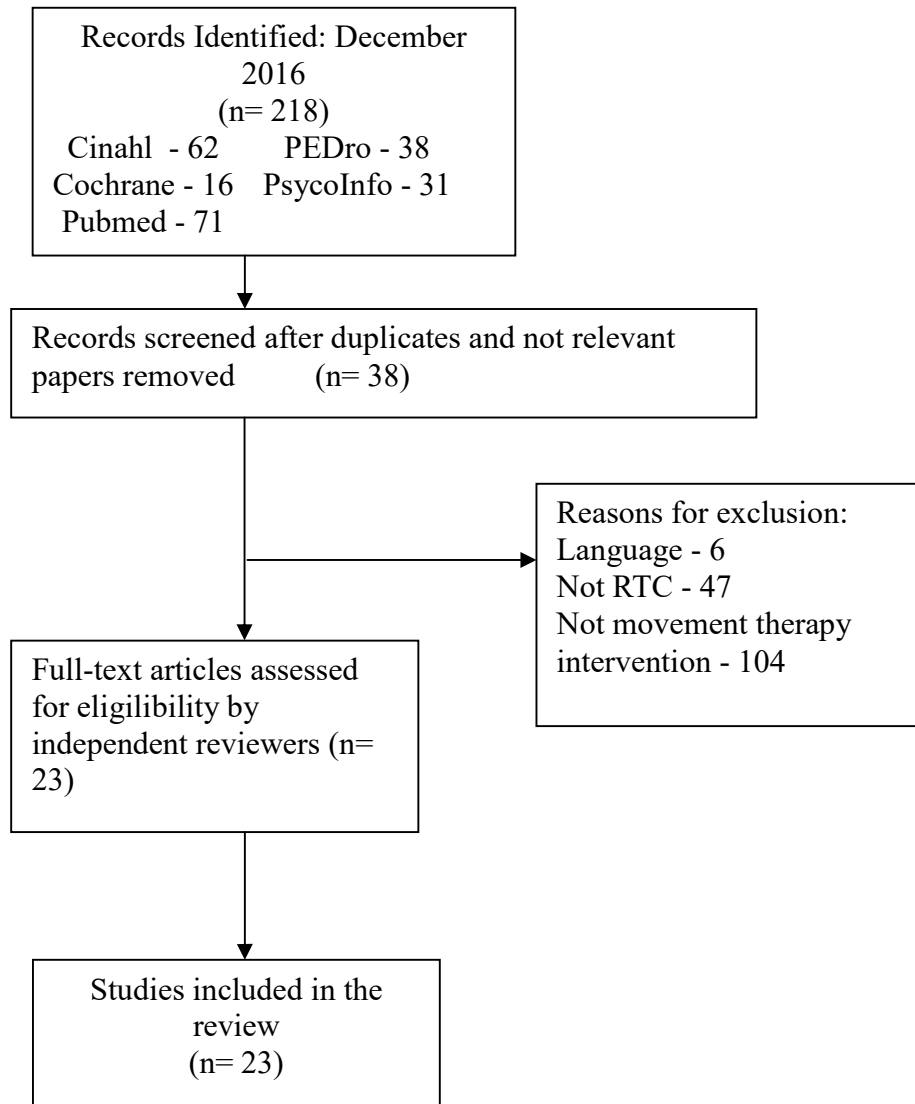 Records Identified: December
2016
(n= 218)
Cinahl - 62 PEDro - 38
Cochrane - 16 PsycoInfo - 31
Pubmed - 71
Records screened after duplicates and not relevant
papers removed (n= 38)
Reasons for exclusion:
Language - 6
Not RTC - 47
Not movement therapy
intervention - 104
Full-text articles assessed
for eligilibility by
independent reviewers (n=
23)
Studies included in the
review
(n= 23)